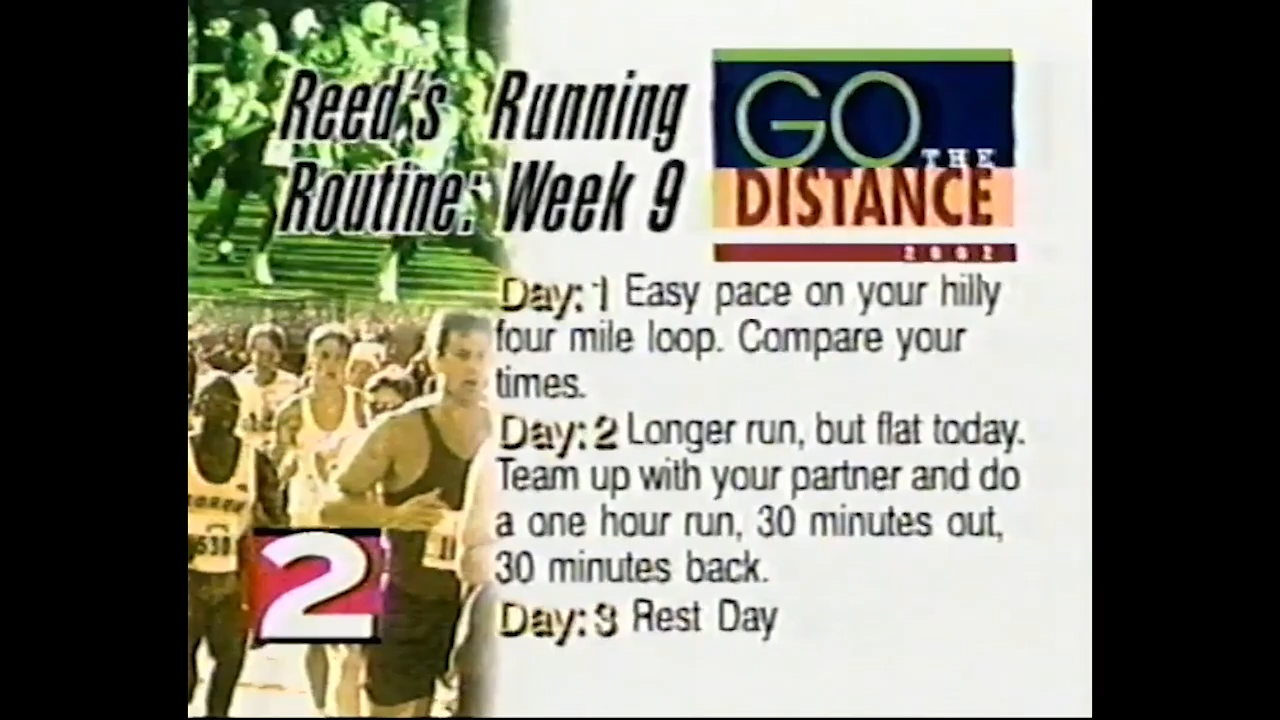 Reed's Running
Routine: Week 9
GO
THE
DISTANCE
2002
Day: 1 Easy pace on your hilly
four mile loop. Compare your
times.
Day: 2 Longer run, but flat today.
Team up with your partner and do
a one hour run, 30 minutes out,
30 minutes back.
Day: 3 Rest Day
2